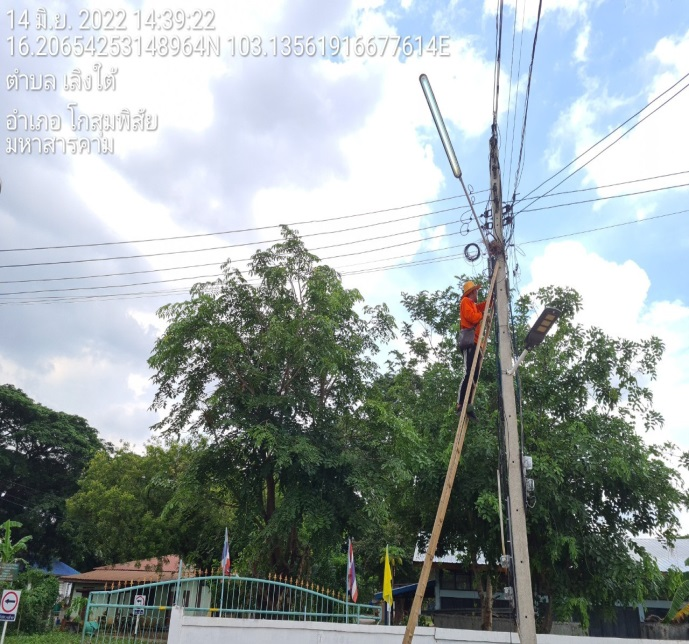 14 มิ.ย. 2022 14:39:22
16.20654253148964N 103.13561916677614E
ตำบล เลิงใต้
อำเภอ โกสุมพิสัย
มหาสารคาม